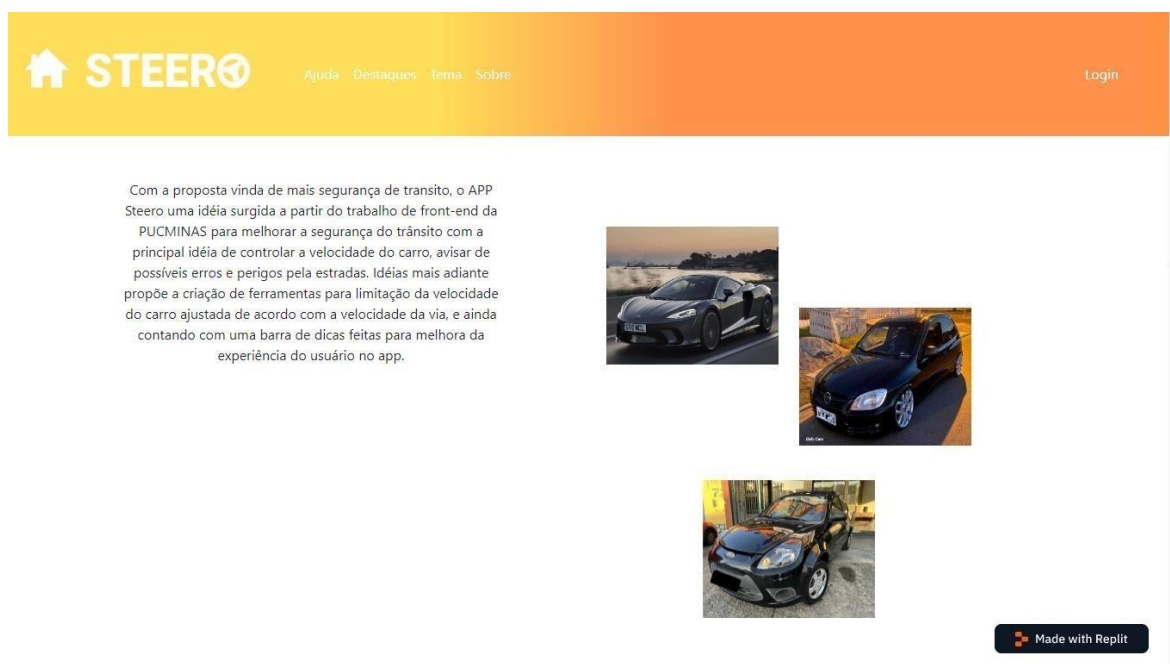 STEERO
Ajuda Destaques Tema Sobre
Login
Com a proposta vinda de mais segurança de transito, o APP
Steero uma idéia surgida a partir do trabalho de front-end da
PUCMINAS para melhorar a segurança do trânsito com a
principal idéia de controlar a velocidade do carro, avisar de
possíveis erros e perigos pela estradas. Idéias mais adiante
propõe a criação de ferramentas para limitação da velocidade
do carro ajustada de acordo com a velocidade da via, e ainda
contando com uma barra de dicas feitas para melhora da
experiência do usuário no app.
Made with Replit